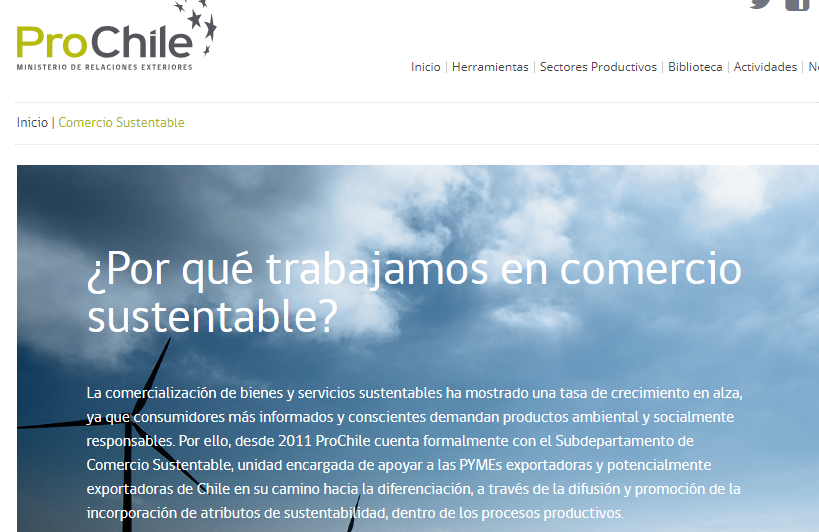 ProChile
MINISTERIO DE RELACIONES EXTERIORES
Inicio | Herramientas | Sectores Productivos | Biblioteca | Actividades |
Inicio | Comercio Sustentable
¿Por qué trabajamos en comercio
sustentable?
La comercialización de bienes y servicios sustentables ha mostrado una tasa de crecimiento en alza,
ya que consumidores más informados y conscientes demandan productos ambiental y socialmente
responsables. Por ello, desde 2011 ProChile cuenta formalmente con el Subdepartamento de
Comercio Sustentable, unidad encargada de apoyar a las PYMEs exportadoras y potencialmente
exportadoras de Chile en su camino hacia la diferenciación, a través de la difusión y promoción de la
incorporación de atributos de sustentabilidad, dentro de los procesos productivos.